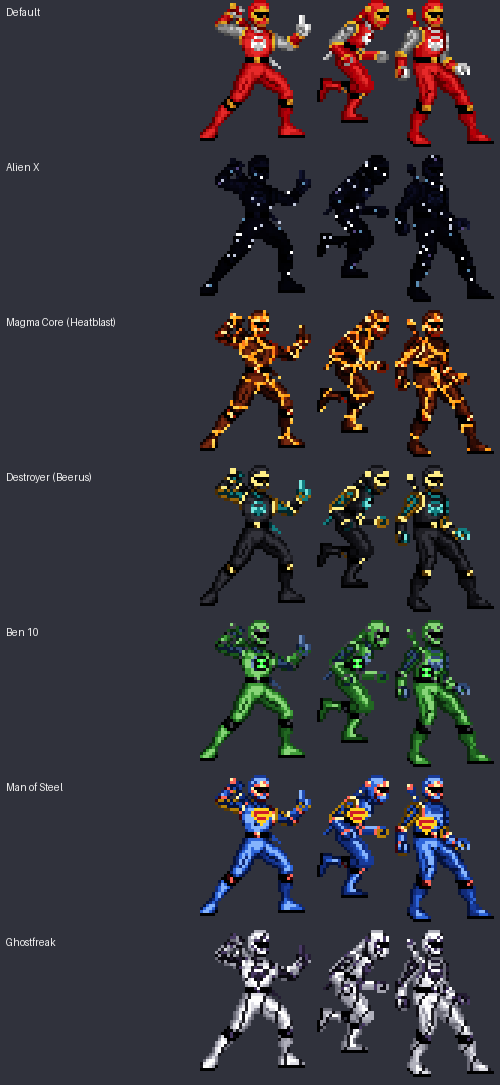 Default
Alien X
Magma Core (Heatblast)
Destroyer (Beerus)
Ben 10
Man of Steel
Ghostfreak